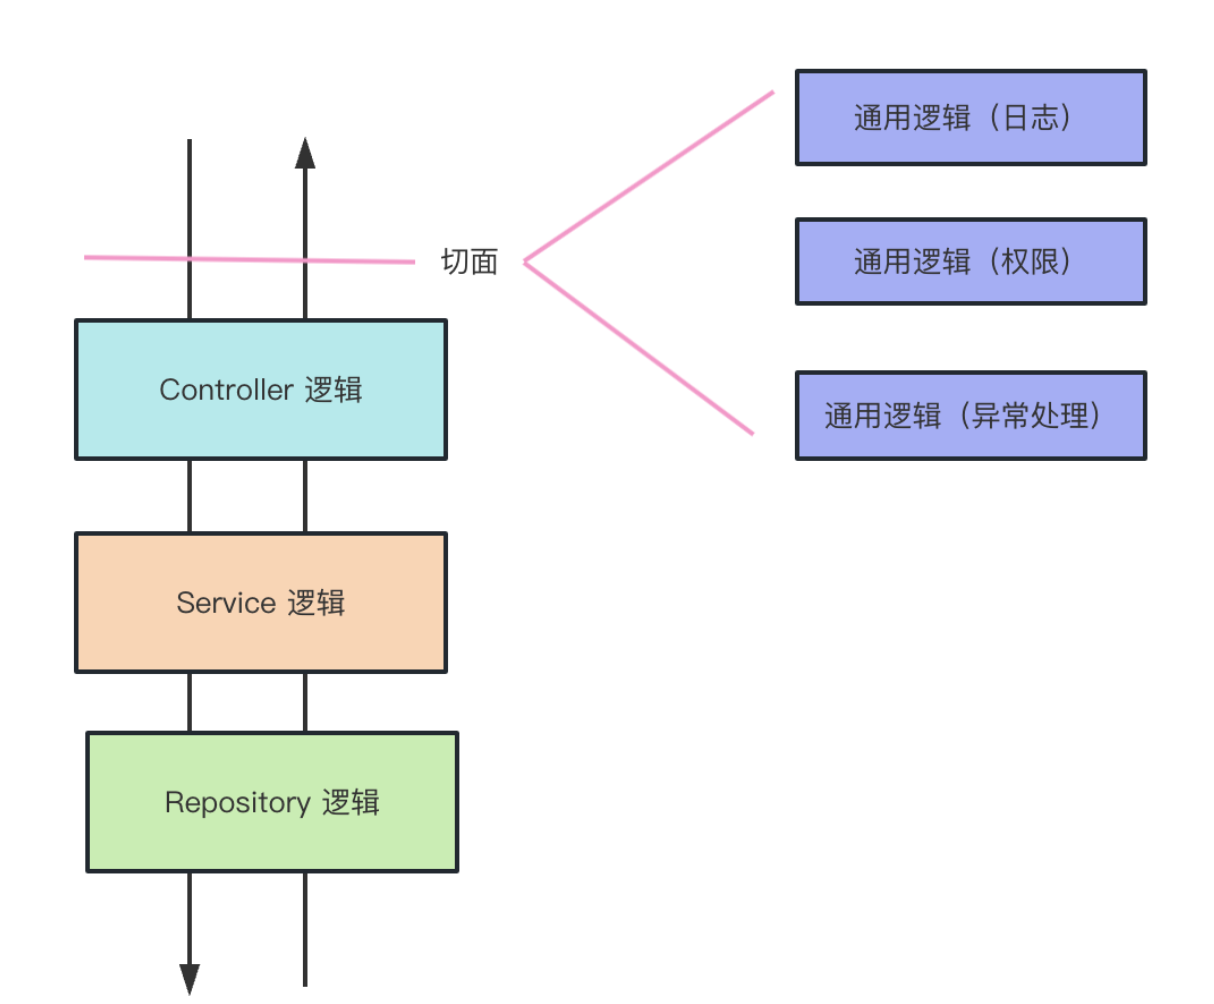 通用逻辑（日志）
切面
通用逻辑（权限）
Controller 逻辑
通用逻辑（异常处理）
Service 逻辑
Repository 逻辑